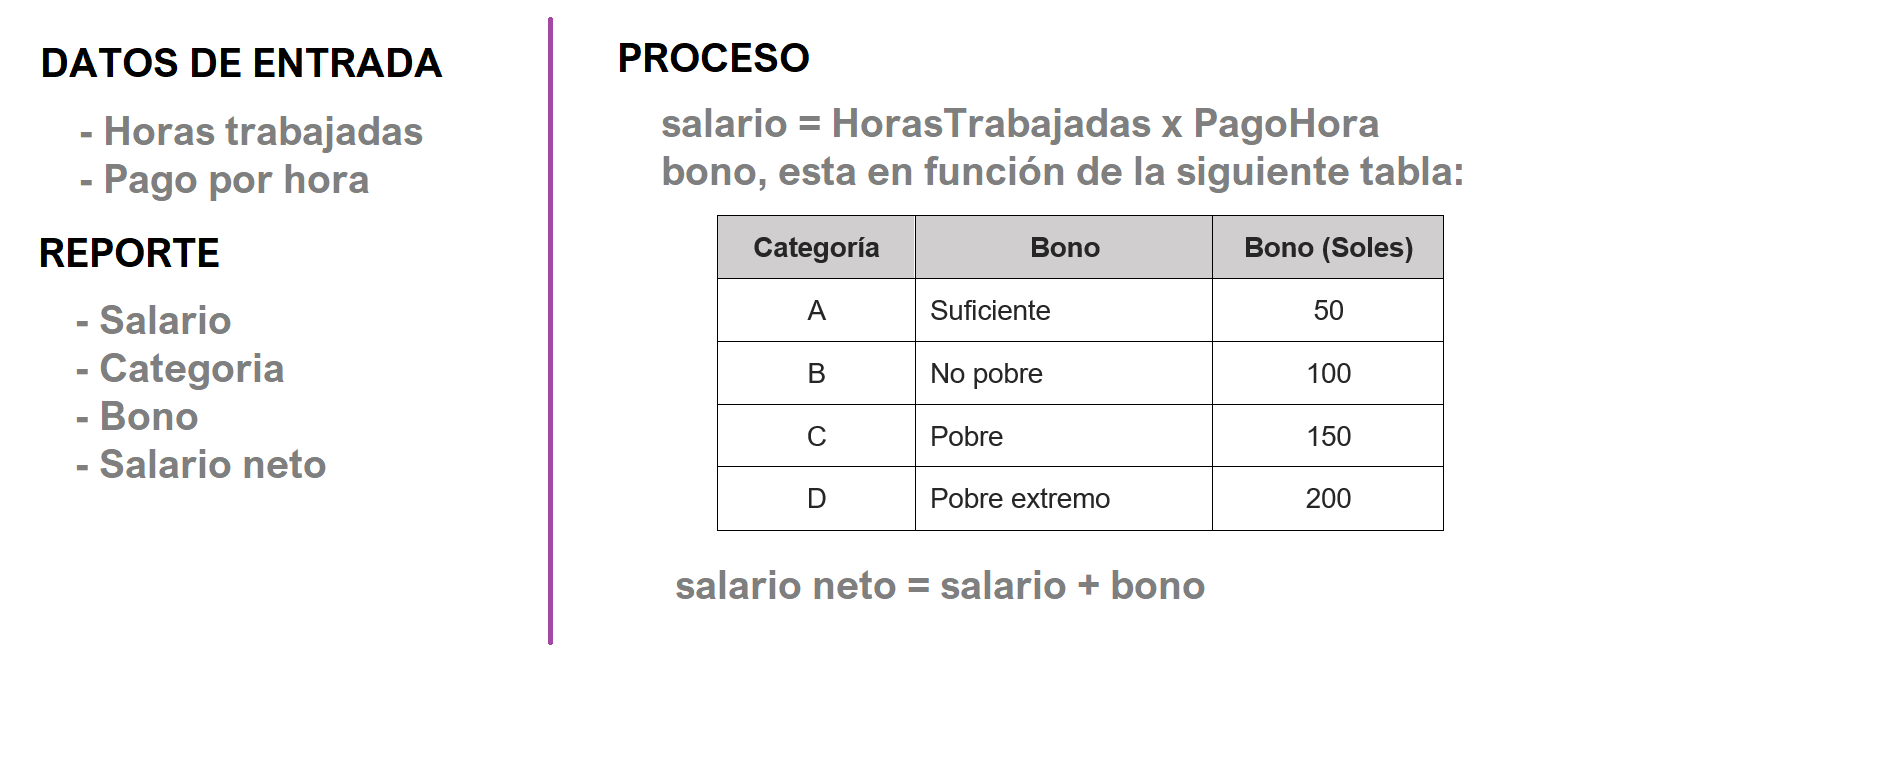 DATOS DE ENTRADA
- Horas trabajadas
- Pago por hora
REPORTE
- Salario
- Categoria
- Bono
- Salario neto
PROCESO
salario = HorasTrabajadas x PagoHora
bono, esta en función de la siguiente tabla:
Categoría Bono Bono (Soles)
A Suficiente 50
B No pobre 100
C Pobre 150
D Pobre extremo 200
salario neto = salario + bono